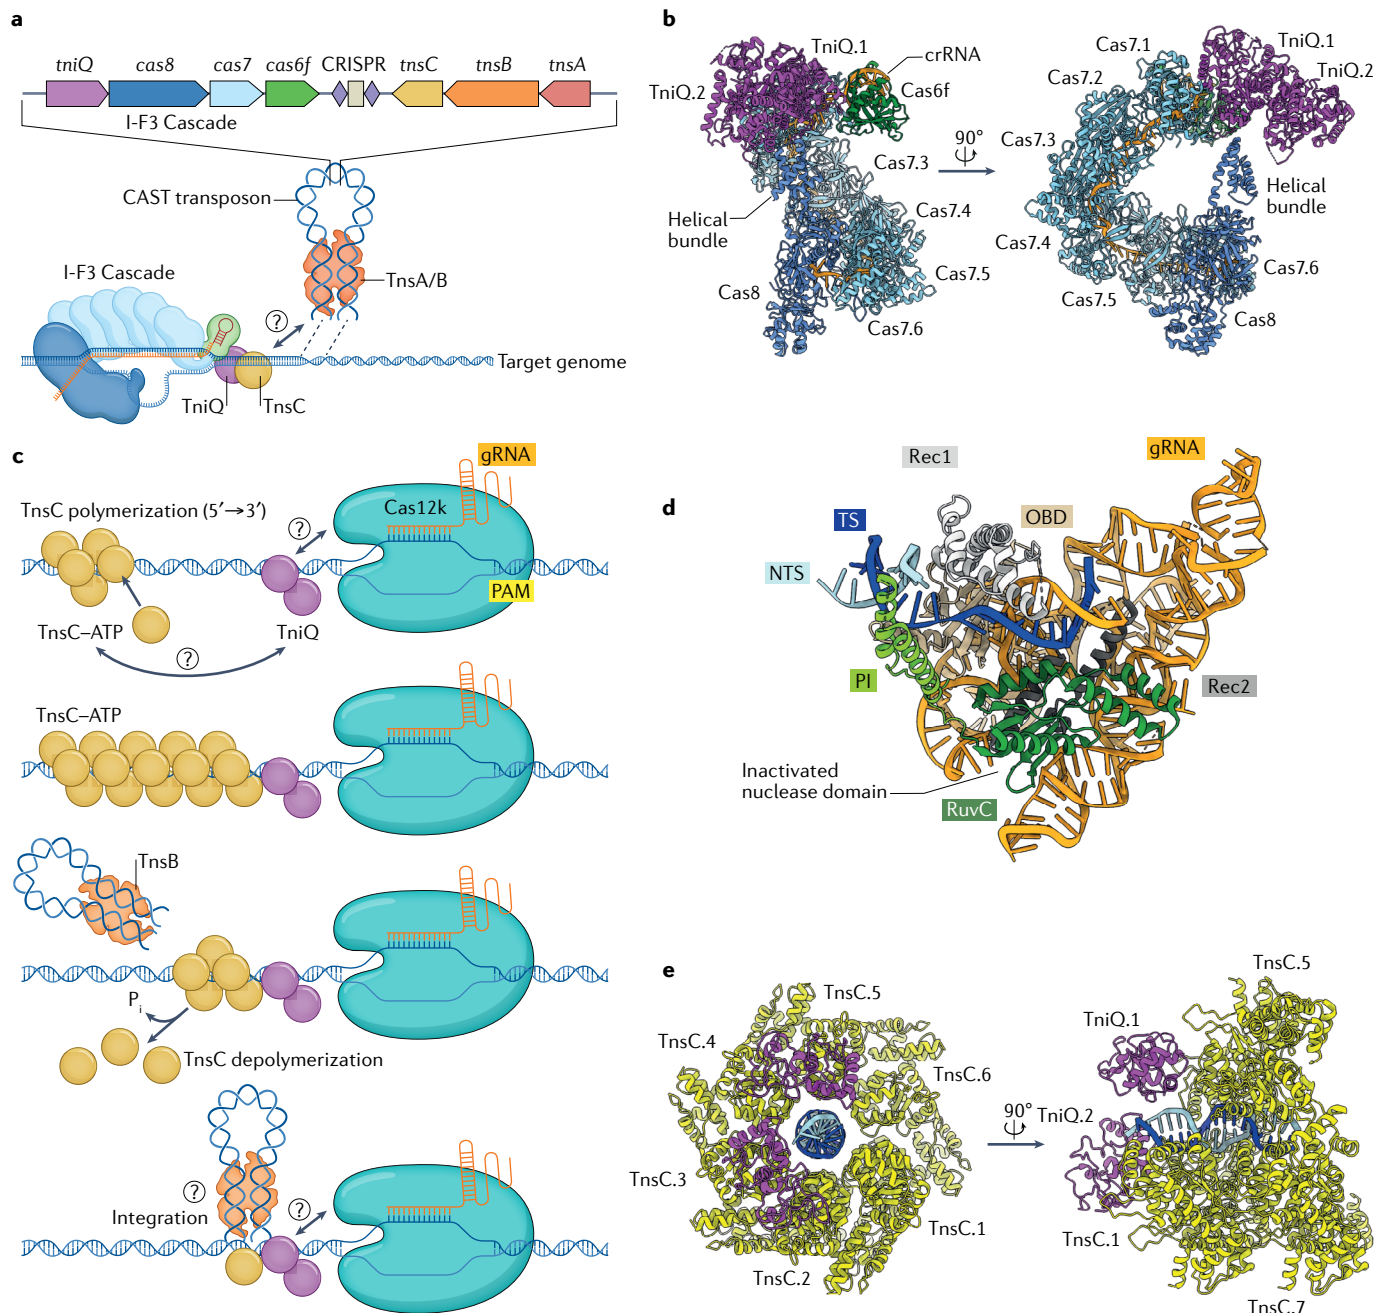 a
tniQ cas8 cas7 cas6f CRISPR tnsC tnsB tnsA
I-F3 Cascade
CAST transposon
I-F3 Cascade
TnsA/B
?
Target genome
TniQ TnsC
b
TniQ.1
crRNA
TniQ.2
Cas6f
Cas7.3
Helical
bundle
Cas7.4
Cas7.5
Cas8
Cas7.6
90°
Cas7.1
TniQ.1
Cas7.2
TniQ.2
Cas7.3
Helical
bundle
Cas7.4
Cas7.6
Cas7.5
Cas8
c
gRNA
Cas12k
TnsC polymerization (5′→3′)
?
PAM
TnsC–ATP
TniQ
?
TnsC–ATP
TnsB
Pi
TnsC depolymerization
?
Integration
?
d
Rec1
gRNA
TS
OBD
NTS
PI
Rec2
Inactivated
nuclease domain
RuvC
e
TnsC.5
TnsC.4
TnsC.6
TnsC.3
TnsC.1
TnsC.2
90°
TnsC.5
TniQ.1
TniQ.2
TnsC.1
TnsC.7